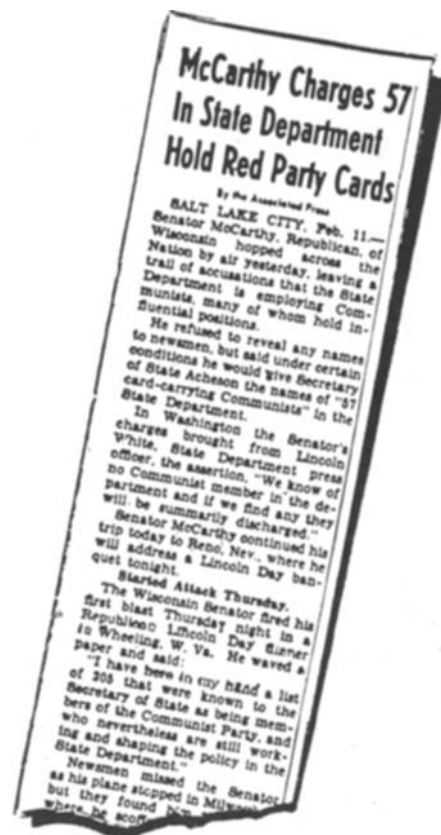 McCarthy Charges 57
In State Department
Hold Red Party Cards
By the Associated Press
SALT LAKE CITY, Feb. 11.—
Senator McCarthy, Republican, of
Wisconsin hopped across the
Nation by air yesterday, leaving a
trail of accusations that the State
Department is employing Com-
munists, many of whom hold in-
fluential positions.
He refused to reveal any names
to newsmen, but said under certain
conditions he would give Secretary
of State Acheson the names of "57
card-carrying Communists" in the
State Department.
In Washington the Senator's
charges brought from Lincoln
White, State Department press
officer, the assertion, "We know of
no Communist member in the de-
partment and if we find any they
will be summarily discharged."
Senator McCarthy continued his
trip today to Reno, Nev., where he
will address a Lincoln Day ban-
quet tonight.
Started Attack Thursday.
The Wisconsin Senator fired his
first blast Thursday night in a
Republican Lincoln Day dinner
in Wheeling, W. Va. He waved a
paper and said:
"I have here in my hand a list
of 205 that were known to the
Secretary of State as being mem-
bers of the Communist Party, and
who nevertheless are still work-
ing and shaping the policy in the
State Department."
Newsmen missed the Senator
as his plane stopped in
but they found him
where he